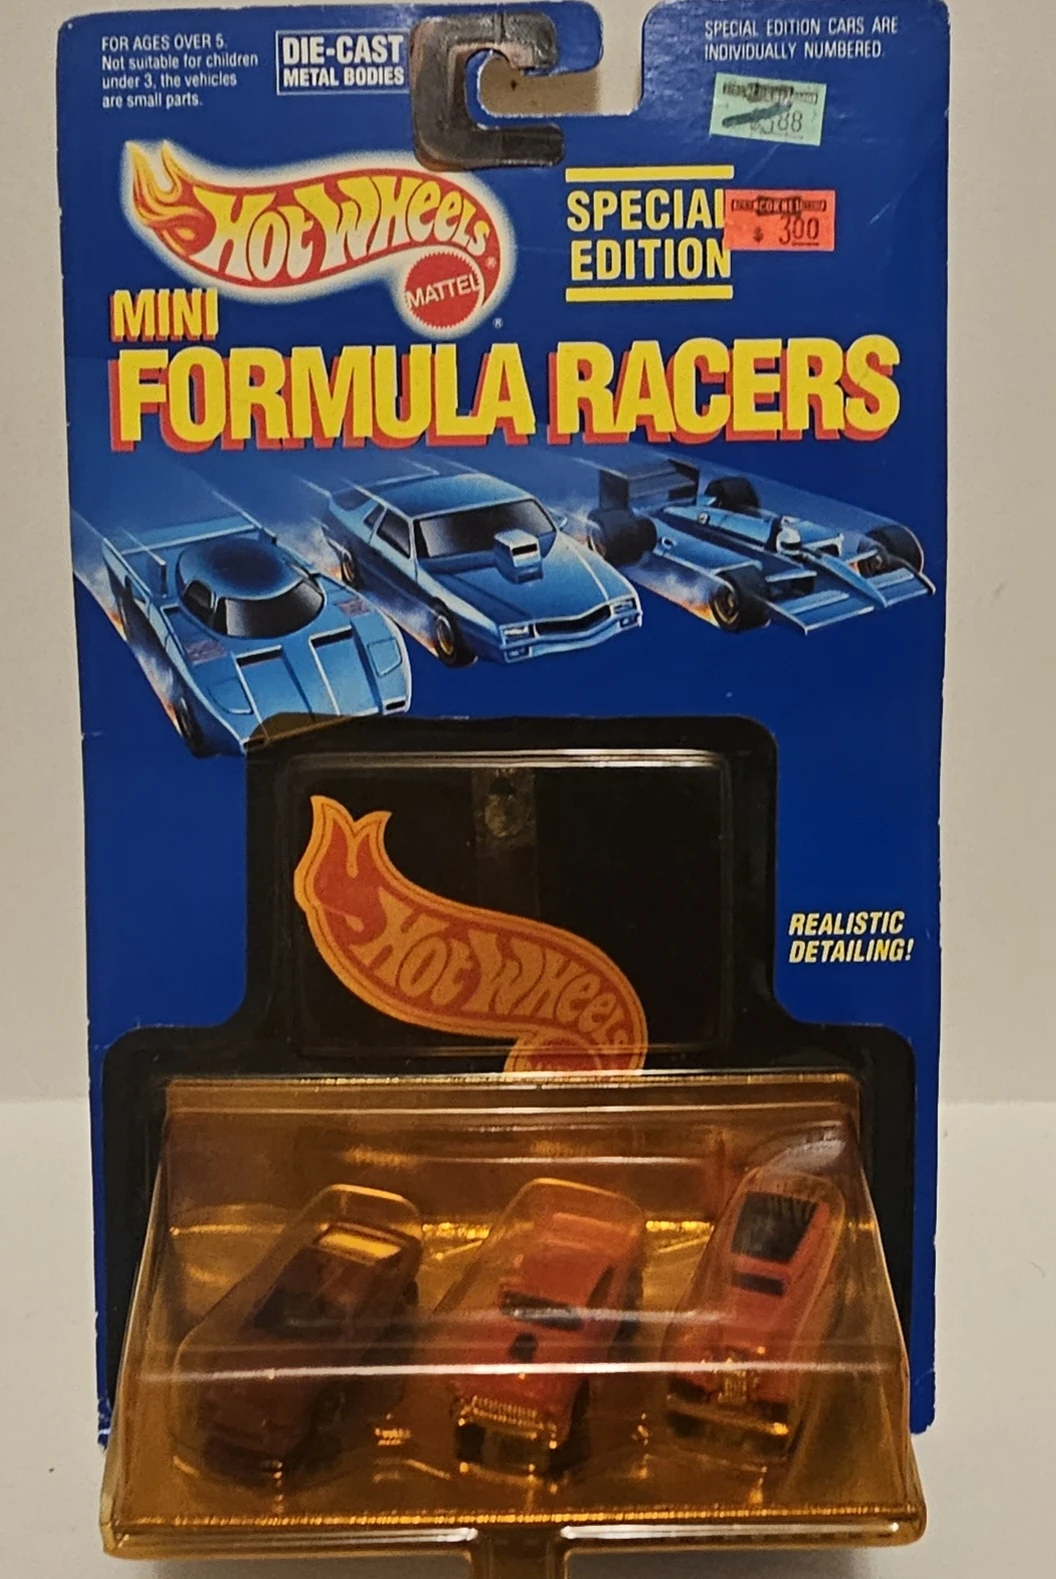 FOR AGES OVER 5.
Not suitable for children
under 3, the vehicles
are small parts.
DIE-CAST
METAL BODIES
SPECIAL EDITION CARS ARE
INDIVIDUALLY NUMBERED.
HOT WHEELS®
MATTEL
®
SPECIAL
EDITION
$ 300
MINI
FORMULA RACERS
REALISTIC
DETAILING!
HOT WHEELS